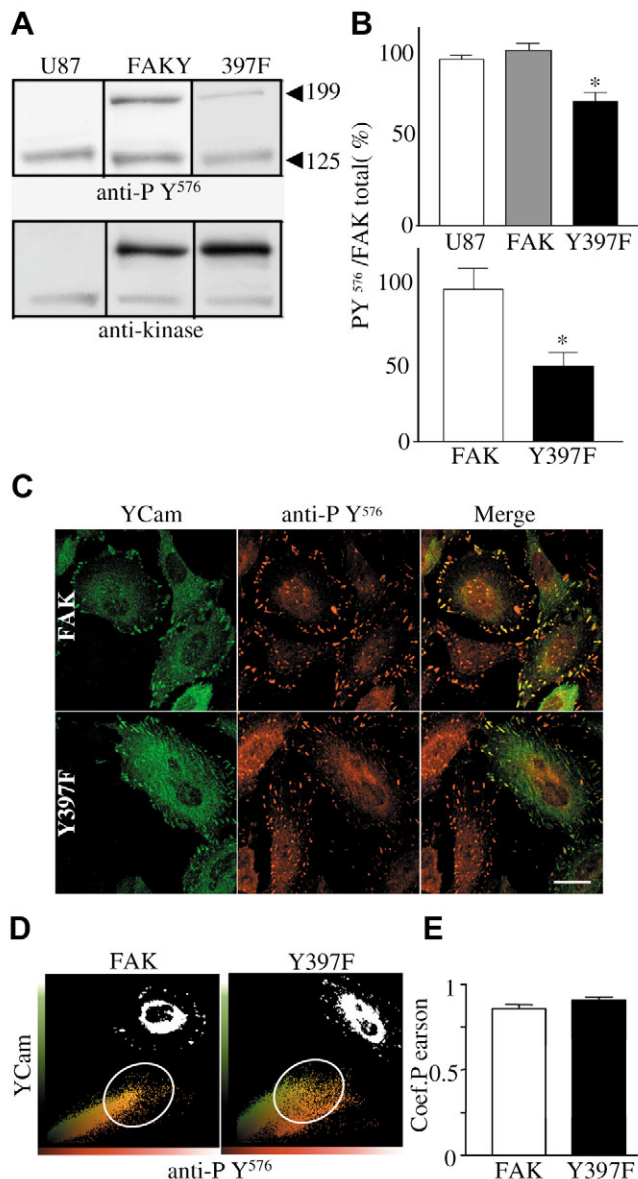 A
U87 FAKY 397F
199
125
anti-P Y⁵⁷⁶
anti-kinase
B
PY ⁵⁷⁶/FAK total( %)
100
50
0
U87 FAK Y397F
*
100
50
0
FAK Y397F
*
C
YCam anti-P Y⁵⁷⁶ Merge
FAK
Y397F
D
FAK Y397F
YCam
anti-P Y⁵⁷⁶
E
Coef.P earson
1
0.5
0
FAK Y397F